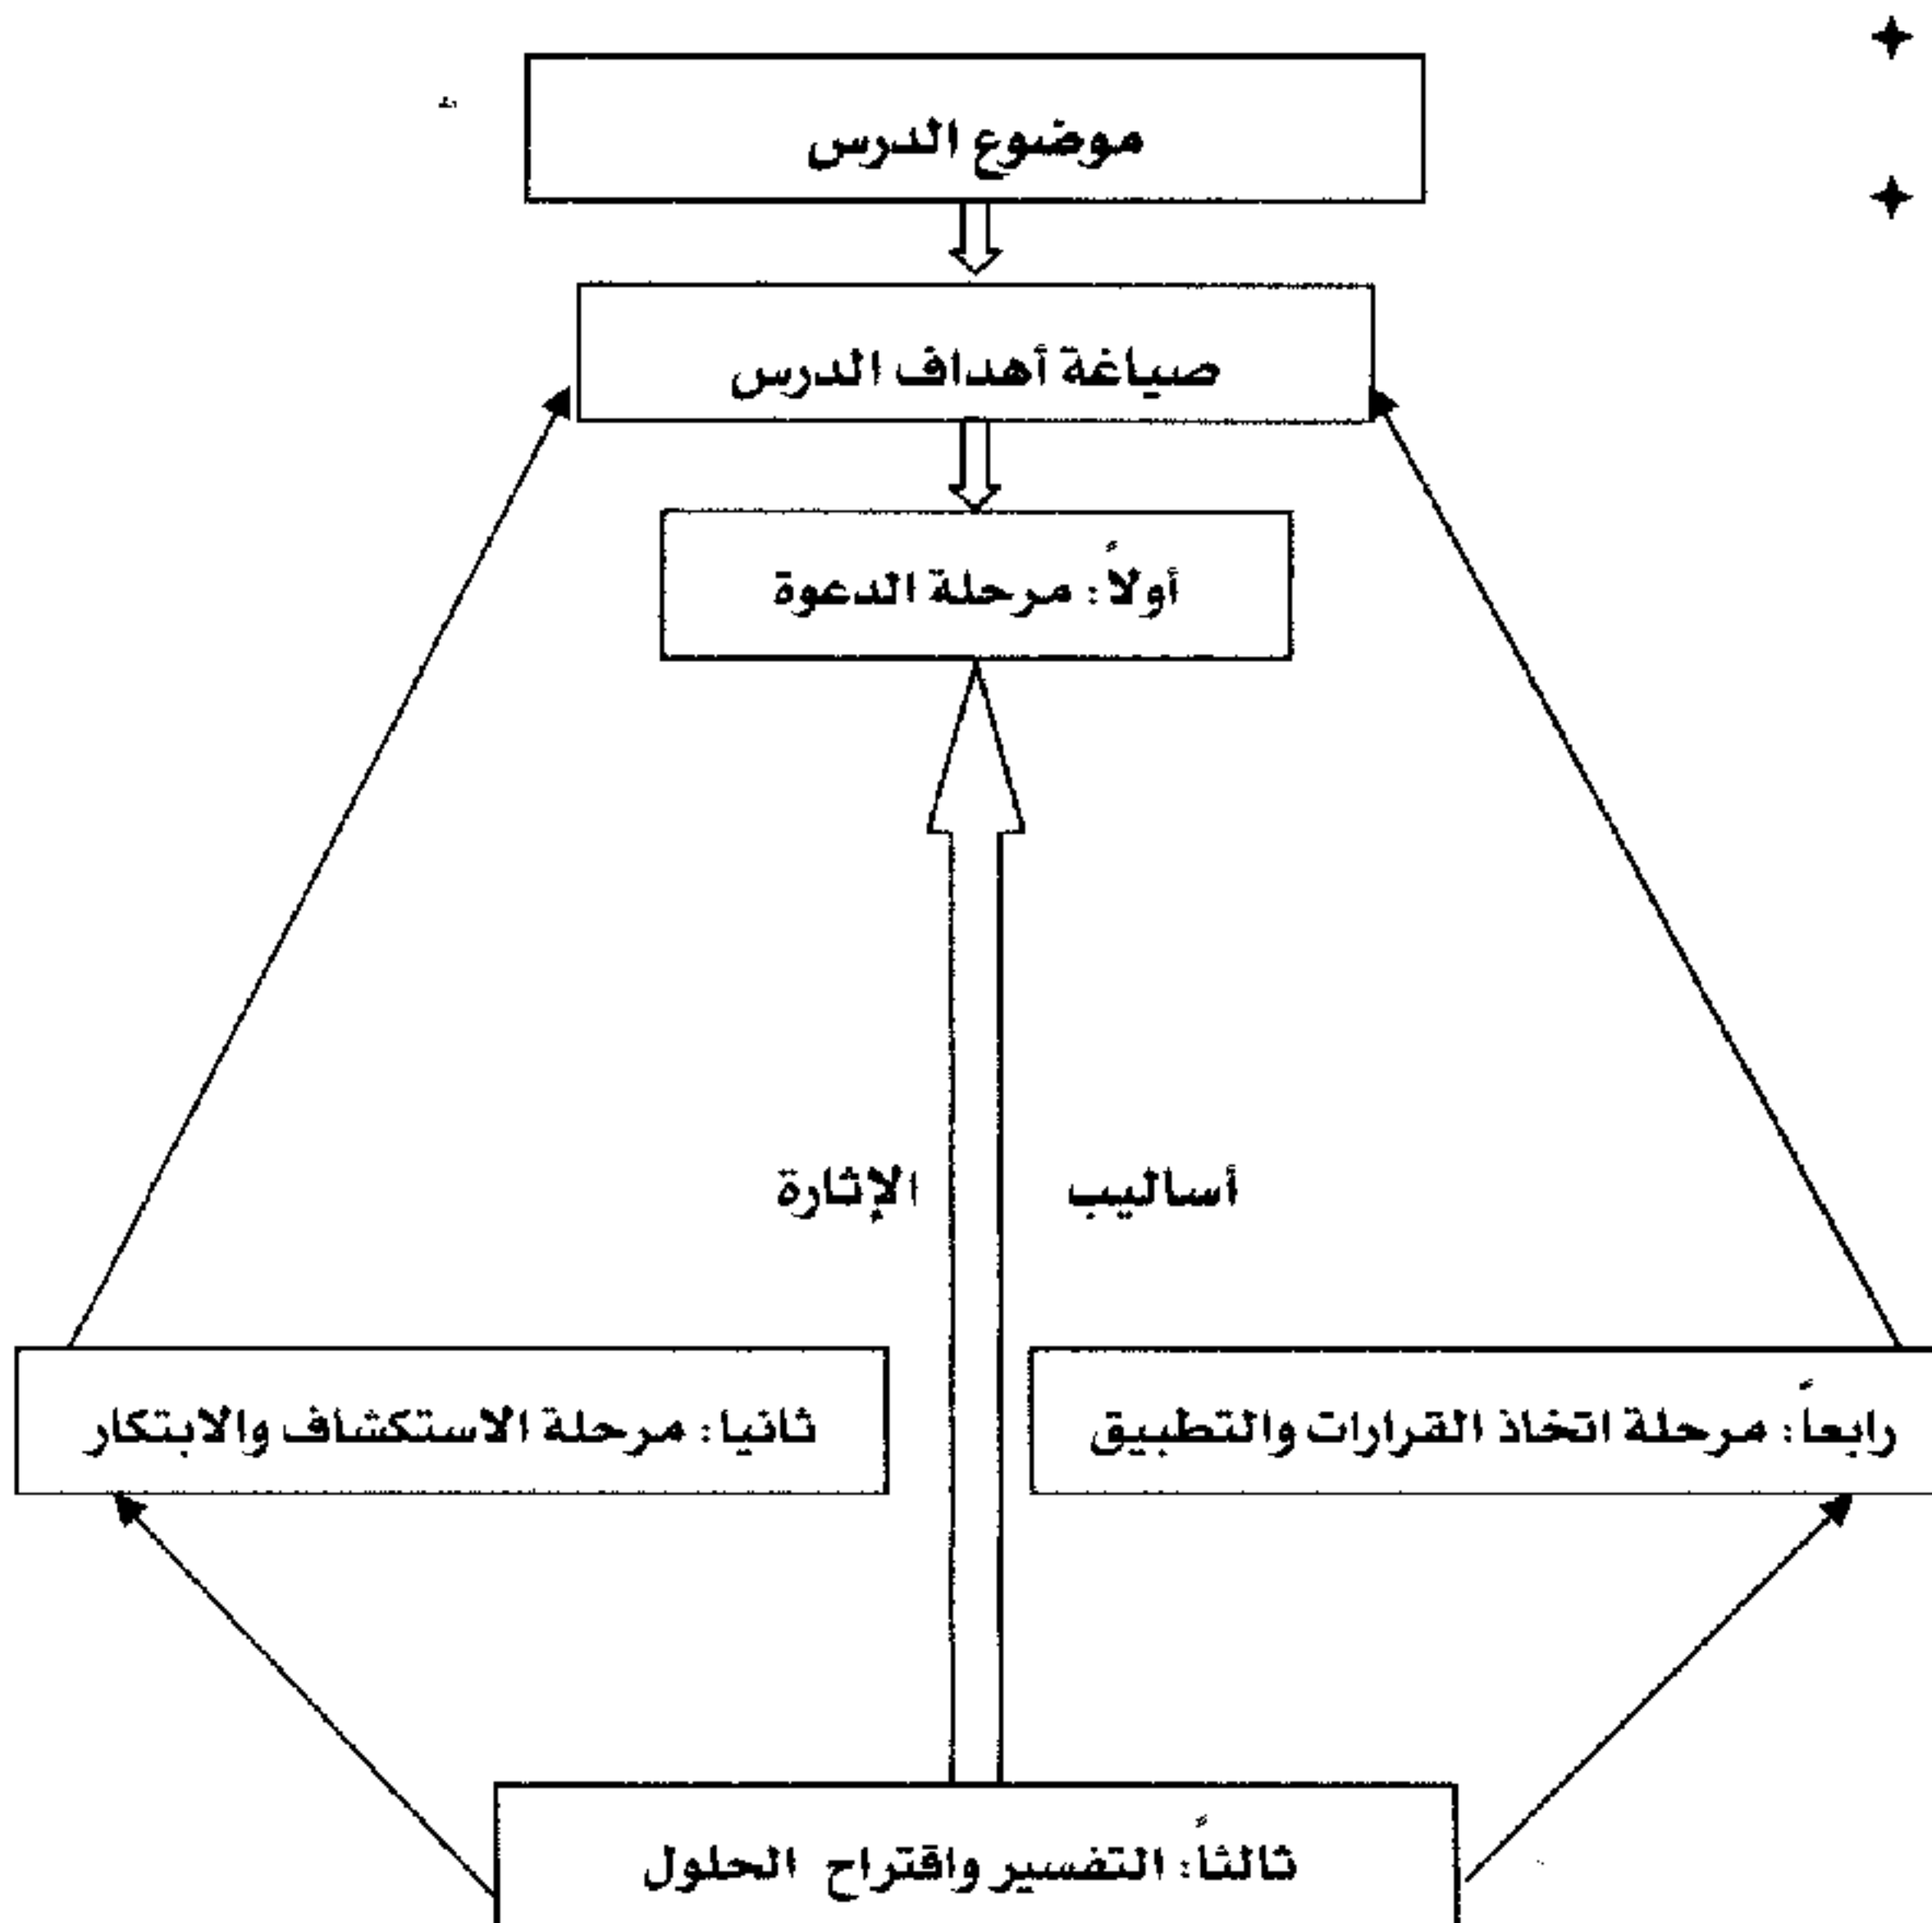 موضوع الدرس
صياغة أهداف الدرس
أولاً: مرحلة الدعوة
أساليب الإثارة
رابعاً: مرحلة اتخاذ القرارات والتطبيق
ثانيا: مرحلة الاستكشاف والابتكار
ثالثاً: التفسير واقتراح الحلول